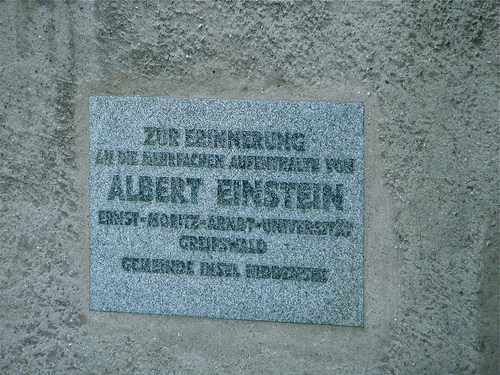 ZUR ERINNERUNG
AN DIE MEHRFACHEN AUFENTHALTE VON
ALBERT EINSTEIN
ERNST-MORITZ-ARNDT-UNIVERSITÄT
GREIFSWALD
GEMEINDE INSEL HIDDENSEE